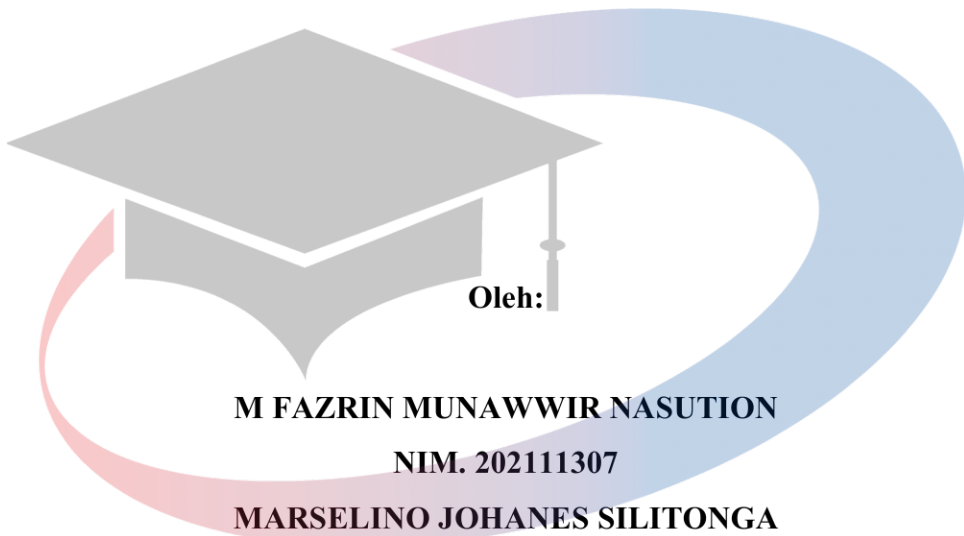 Oleh:
M FAZRIN MUNAWWIR NASUTION
NIM. 202111307
MARSELINO JOHANES SILITONGA